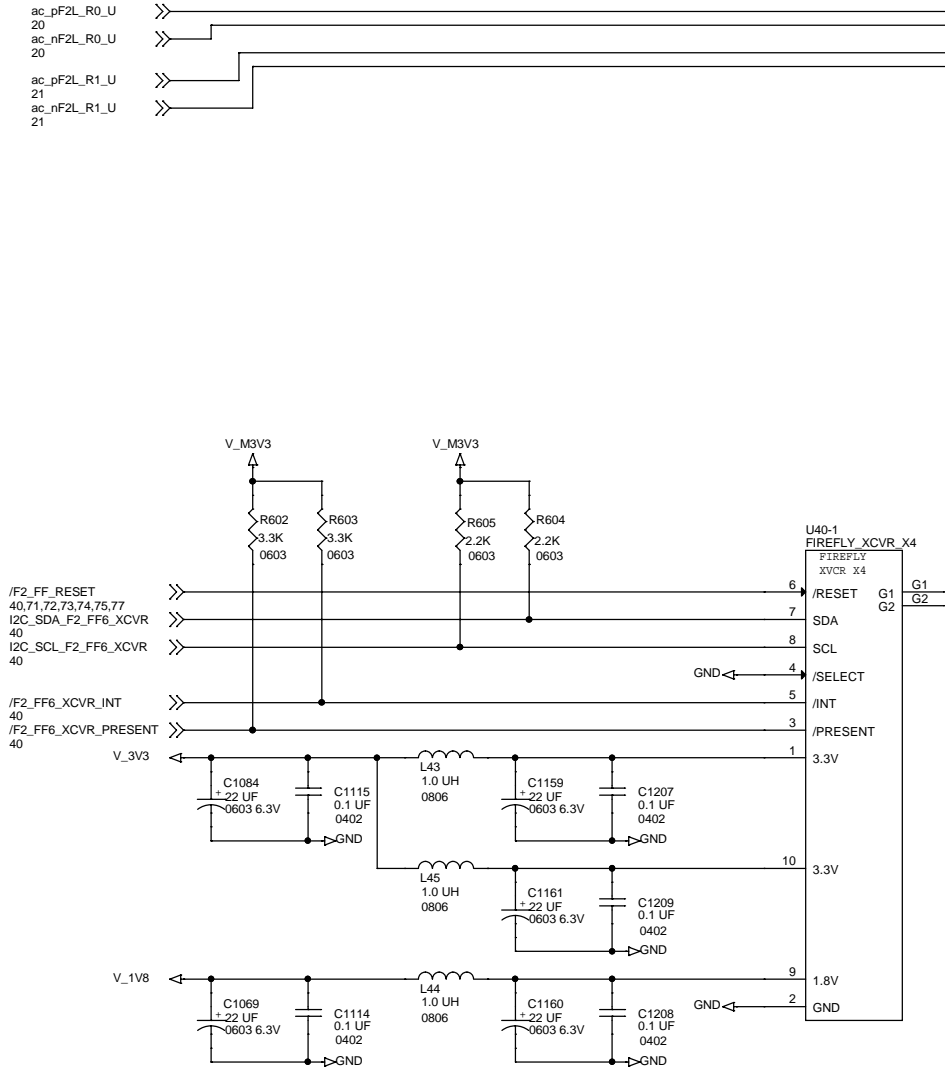 ac_pF2L_R0_U
20
ac_nF2L_R0_U
20
ac_pF2L_R1_U
21
ac_nF2L_R1_U
21
V_M3V3
V_M3V3
R602
3.3K
0603
R603
3.3K
0603
R605
2.2K
0603
R604
2.2K
0603
U40-1
FIREFLY_XCVR_X4
FIREFLY
XVCR X4
/F2_FF_RESET
40,71,72,73,74,75,77
I2C_SDA_F2_FF6_XCVR
40
I2C_SCL_F2_FF6_XCVR
40
6
/RESET
G1
G1
G2
G2
7
SDA
8
SCL
GND
4
/SELECT
/F2_FF6_XCVR_INT
40
5
/INT
/F2_FF6_XCVR_PRESENT
40
3
/PRESENT
V_3V3
1
3.3V
C1084
+
22 UF
0603 6.3V
C1115
0.1 UF
0402
GND
L43
1.0 UH
0806
C1159
+
22 UF
0603 6.3V
C1207
0.1 UF
0402
GND
10
3.3V
L45
1.0 UH
0806
C1161
+
22 UF
0603 6.3V
C1209
0.1 UF
0402
GND
V_1V8
9
1.8V
GND
2
GND
C1069
+
22 UF
0603 6.3V
C1114
0.1 UF
0402
GND
L44
1.0 UH
0806
C1160
+
22 UF
0603 6.3V
C1208
0.1 UF
0402
GND